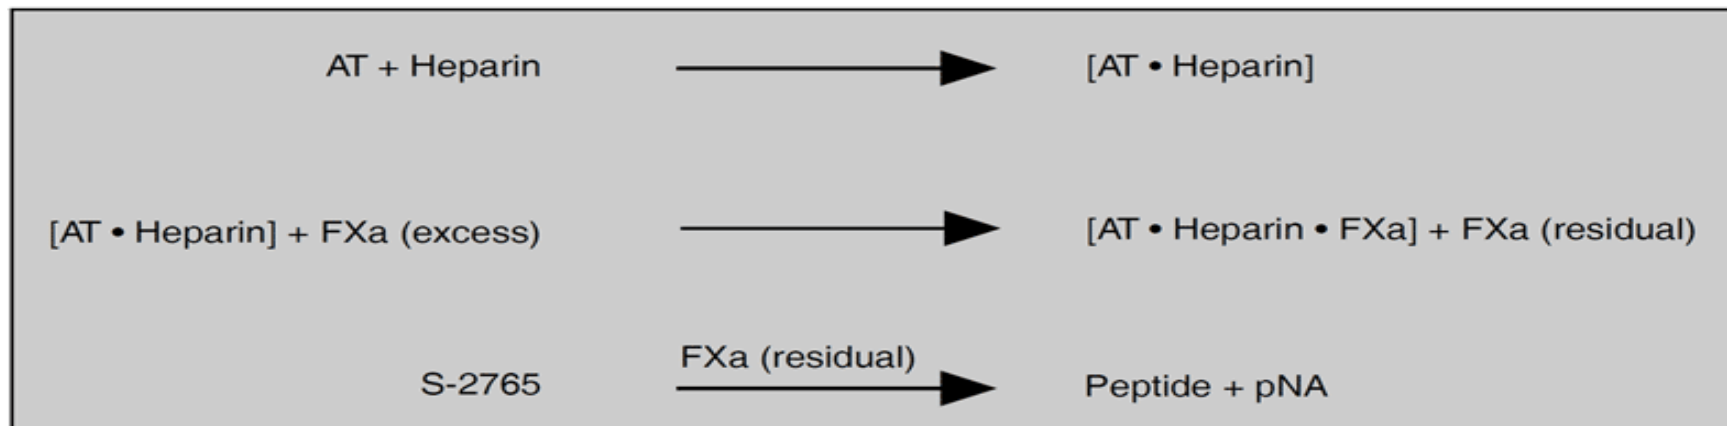 AT + Heparin [AT • Heparin]
[AT • Heparin] + FXa (excess) [AT • Heparin • FXa] + FXa (residual)
FXa (residual)
S-2765 Peptide + pNA